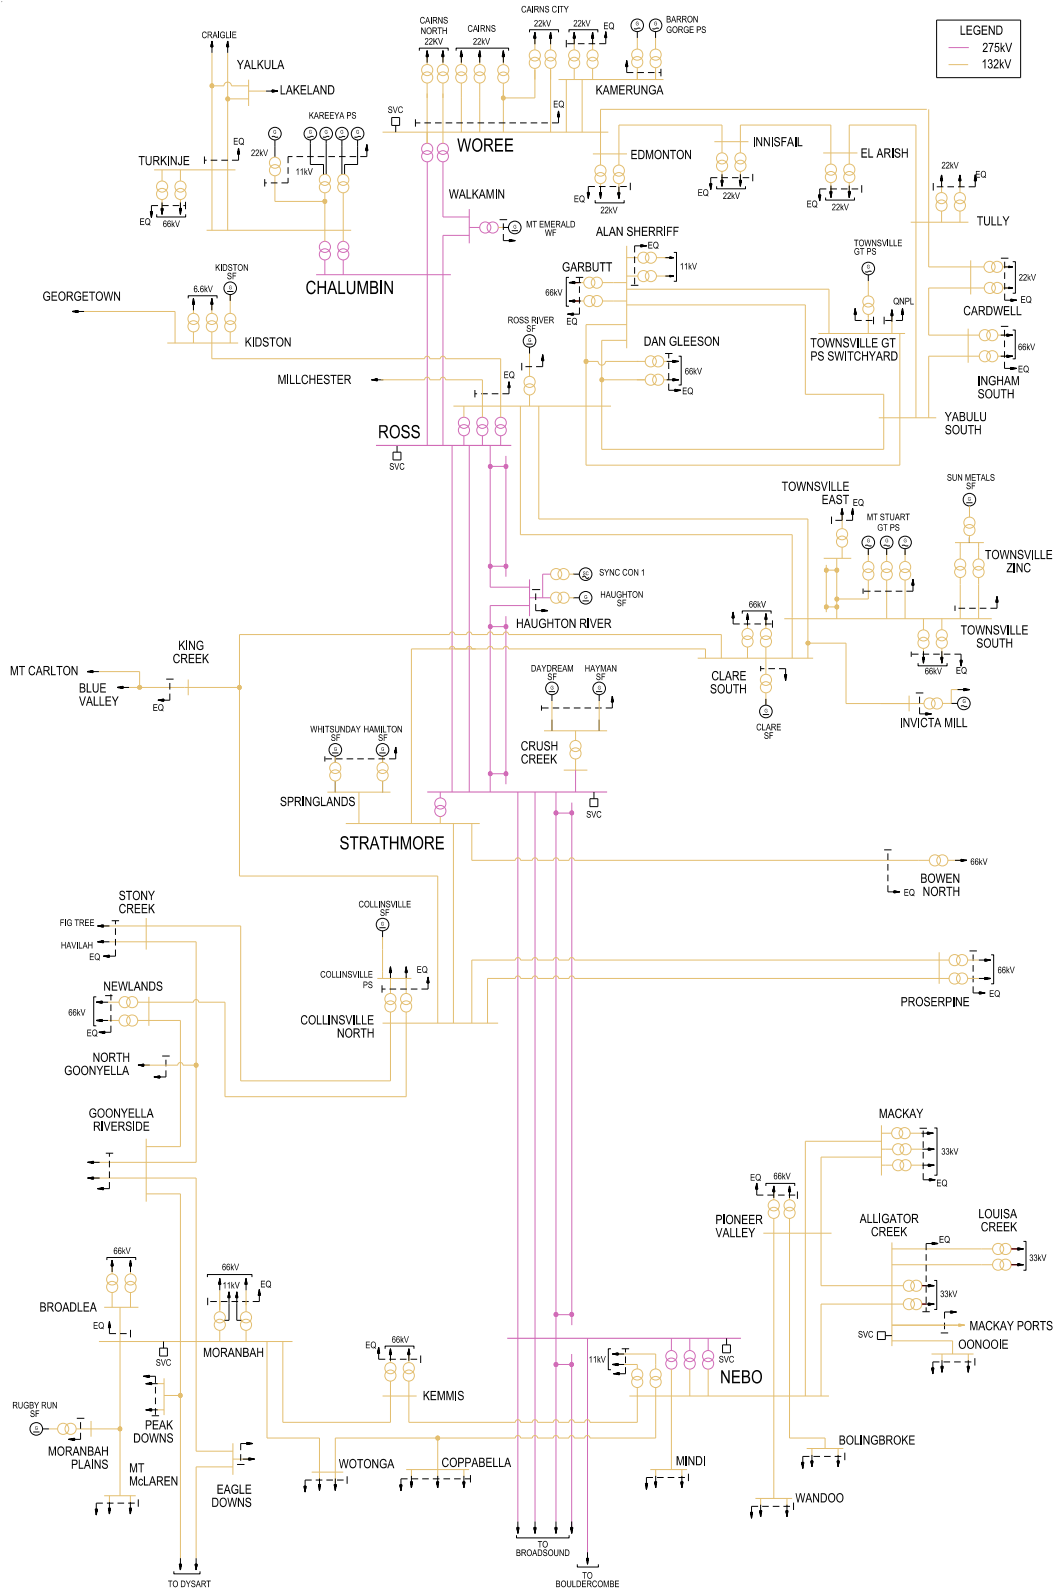 LEGEND
275kV
132kV
CRAIGLIE
YALKULA
LAKELAND
CAIRNS
NORTH
22KV
CAIRNS
22kV
CAIRNS CITY
22kV
22kV
EQ
BARRON
GORGE PS
KAMERUNGA
EQ
SVC
WOREE
KAREEYA PS
EQ
22kV
11kV
TURKINJE
EQ
66kV
WALKAMIN
MT EMERALD
WF
CHALUMBIN
EDMONTON
EQ
22kV
INNISFAIL
EQ
22kV
EL ARISH
EQ
22kV
22kV
EQ
TULLY
ALAN SHERRIFF
EQ
11kV
GARBUTT
66kV
EQ
TOWNSVILLE
GT PS
QNPL
TOWNSVILLE GT
PS SWITCHYARD
22kV
EQ
CARDWELL
66kV
EQ
INGHAM
SOUTH
GEORGETOWN
KIDSTON
SF
6.6kV
KIDSTON
ROSS RIVER
SF
DAN GLEESON
66kV
EQ
MILLCHESTER
EQ
YABULU
SOUTH
ROSS
SVC
TOWNSVILLE
EAST
EQ
MT STUART
GT PS
SUN METALS
SF
TOWNSVILLE
ZINC
SYNC CON 1
HAUGHTON
SF
HAUGHTON RIVER
66kV
TOWNSVILLE
SOUTH
66kV
EQ
KING
CREEK
MT CARLTON
BLUE
VALLEY
EQ
CLARE
SOUTH
CLARE
SF
INVICTA MILL
DAYDREAM
SF
HAYMAN
SF
CRUSH
CREEK
WHITSUNDAY
SF
HAMILTON
SF
SPRINGLANDS
SVC
STRATHMORE
66kV
EQ
BOWEN
NORTH
STONY
CREEK
FIG TREE
HAVILAH
EQ
COLLINSVILLE
SF
COLLINSVILLE
PS
EQ
COLLINSVILLE
NORTH
66kV
EQ
PROSERPINE
NEWLANDS
66kV
EQ
NORTH
GOONYELLA
GOONYELLA
RIVERSIDE
MACKAY
33kV
EQ
66kV
EQ
PIONEER
VALLEY
ALLIGATOR
CREEK
LOUISA
CREEK
EQ
33kV
33kV
MACKAY PORTS
SVC
OONOOIE
66kV
BROADLEA
EQ
66kV
11kV
EQ
SVC
MORANBAH
66kV
EQ
KEMMIS
11kV
SVC
NEBO
RUGBY RUN
SF
MORANBAH
PLAINS
PEAK
DOWNS
MT
McLAREN
EAGLE
DOWNS
WOTONGA
COPPABELLA
MINDI
BOLINGBROKE
WANDOO
TO
BROADSOUND
TO
BOULDERCOMBE
TO DYSART